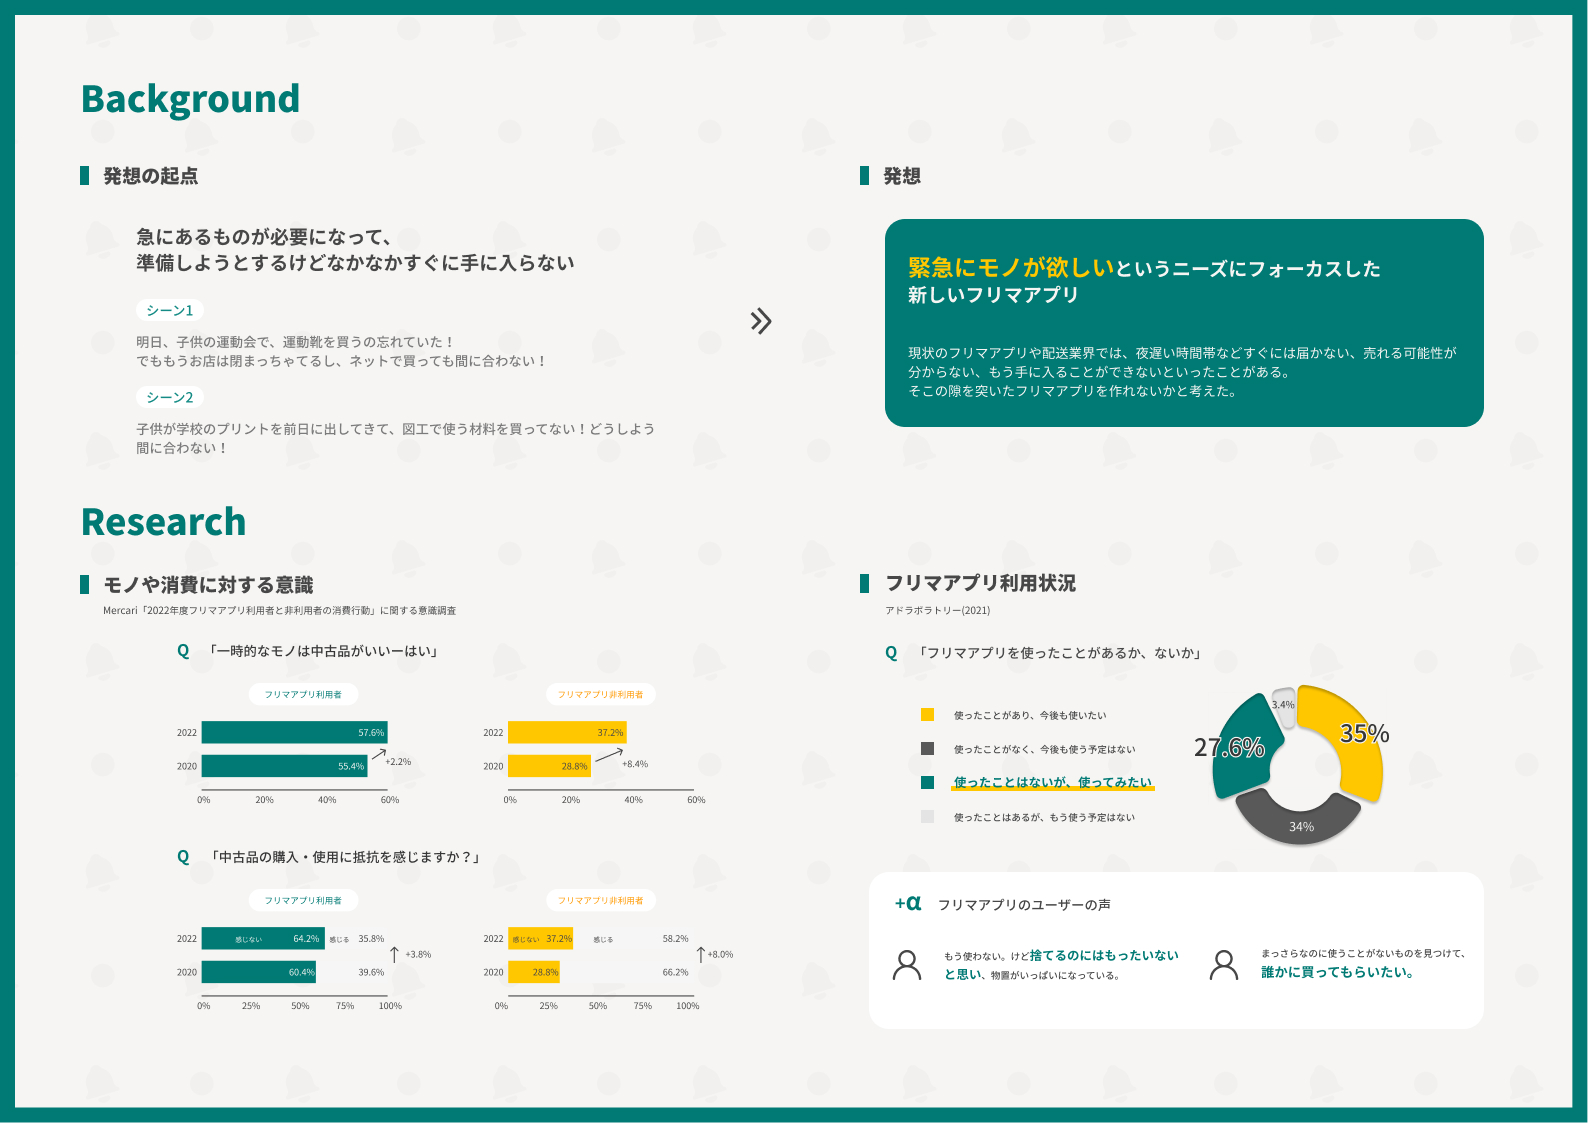 Background
発想の起点
急にあるものが必要になって、
準備しようとするけどなかなかすぐに手に入らない
シーン1
明日、子供の運動会で、運動靴を買うの忘れていた！
でももうお店は閉まっちゃてるし、ネットで買っても間に合わない！
シーン2
子供が学校のプリントを前日に出してきて、図工で使う材料を買ってない！どうしよう
間に合わない！
発想
緊急にモノが欲しいというニーズにフォーカスした
新しいフリマアプリ
現状のフリマアプリや配送業界では、夜遅い時間帯などすぐには届かない、売れる可能性が
分からない、もう手に入ることができないといったことがある。
そこの隙を突いたフリマアプリを作れないかと考えた。
Research
モノや消費に対する意識
Mercari「2022年度フリマアプリ利用者と非利用者の消費行動」に関する意識調査
Q 「一時的なモノは中古品がいいーはい」
フリマアプリ利用者
2022 57.6%
2020 55.4% +2.2%
0% 20% 40% 60%
フリマアプリ非利用者
2022 37.2%
2020 28.8% +8.4%
0% 20% 40% 60%
Q 「中古品の購入・使用に抵抗を感じますか？」
フリマアプリ利用者
2022 感じない 64.2% 感じる 35.8%
+3.8%
2020 60.4% 39.6%
0% 25% 50% 75% 100%
フリマアプリ非利用者
2022 感じない 37.2% 感じる 58.2%
+8.0%
2020 28.8% 66.2%
0% 25% 50% 75% 100%
フリマアプリ利用状況
アドラボラトリー(2021)
Q 「フリマアプリを使ったことがあるか、ないか」
使ったことがあり、今後も使いたい
使ったことがなく、今後も使う予定はない
使ったことはないが、使ってみたい
使ったことはあるが、もう使う予定はない
3.4%
35%
27.6%
34%
+α フリマアプリのユーザーの声
もう使わない。けど捨てるのにはもったいない
と思い、物置がいっぱいになっている。
まっさらなのに使うことがないものを見つけて、
誰かに買ってもらいたい。